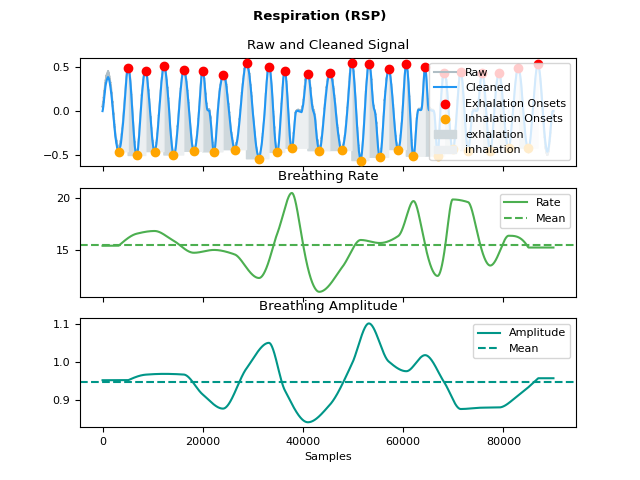 Respiration (RSP)
Raw and Cleaned Signal
0.5
0.0
−0.5
Raw
Cleaned
Exhalation Onsets
Inhalation Onsets
exhalation
inhalation
Breathing Rate
20
15
Rate
Mean
Breathing Amplitude
1.1
1.0
0.9
Amplitude
Mean
0 20000 40000 60000 80000
Samples